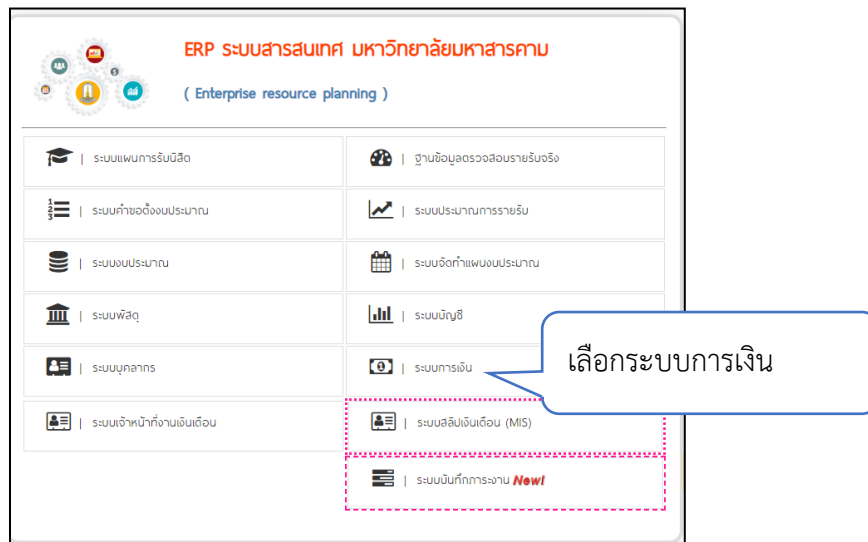 ERP ระบบสารสนเทศ มหาวิทยาลัยมหาสารคาม
( Enterprise resource planning )
| ระบบแผนการรับนิสิต
| ฐานข้อมูลตรวจสอบรายรับจริง
| ระบบคำขอตั้งงบประมาณ
| ระบบประมาณการรายรับ
| ระบบงบประมาณ
| ระบบจัดทำแผนงบประมาณ
| ระบบพัสดุ
| ระบบบัญชี
| ระบบบุคลากร
| ระบบการเงิน
เลือกระบบการเงิน
| ระบบเจ้าหน้าที่งานเงินเดือน
| ระบบสลิปเงินเดือน (MIS)
| ระบบบันทึกภาระงาน New!